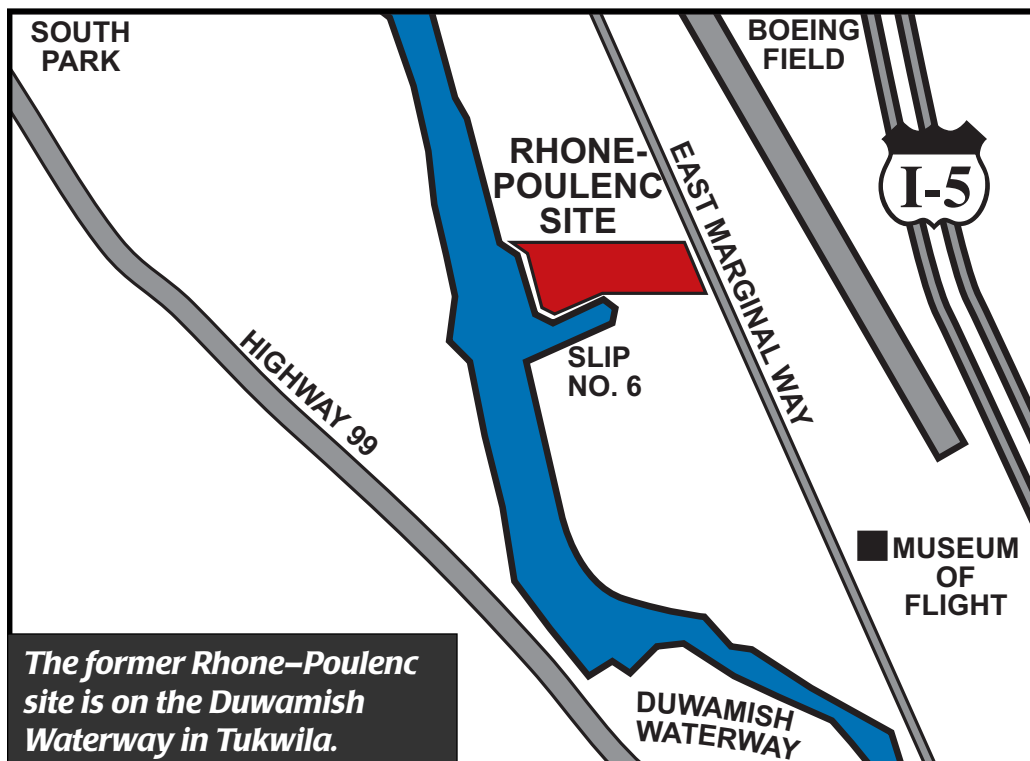 SOUTH
PARK
BOEING
FIELD
I-5
RHONE-
POULENC
SITE
EAST MARGINAL WAY
SLIP
NO. 6
HIGHWAY 99
MUSEUM
OF
FLIGHT
DUWAMISH
WATERWAY
The former Rhone–Poulenc
site is on the Duwamish
Waterway in Tukwila.